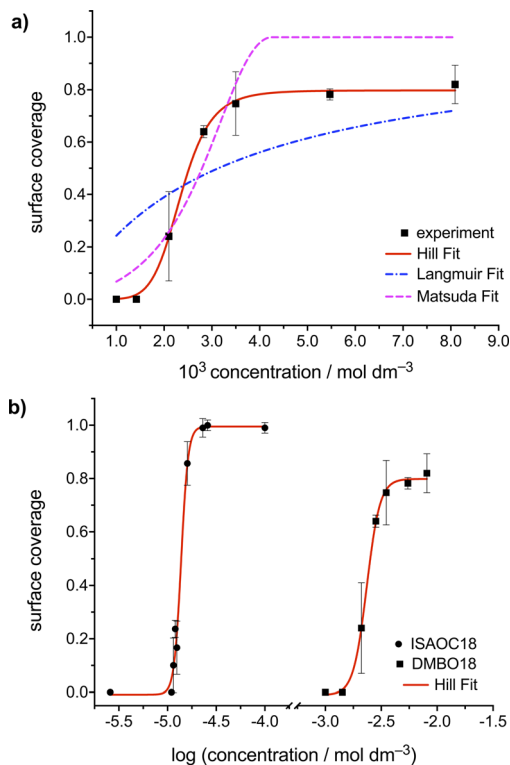 a)
1.0
0.8
0.6
0.4
0.2
0.0
surface coverage
experiment
Hill Fit
Langmuir Fit
Matsuda Fit
1.0 2.0 3.0 4.0 5.0 6.0 7.0 8.0 9.0
10³ concentration / mol dm⁻³
b)
1.0
0.8
0.6
0.4
0.2
0.0
surface coverage
ISAOC18
DMBO18
Hill Fit
-5.5 -5.0 -4.5 -4.0 -3.0 -2.5 -2.0 -1.5
log (concentration / mol dm⁻³)